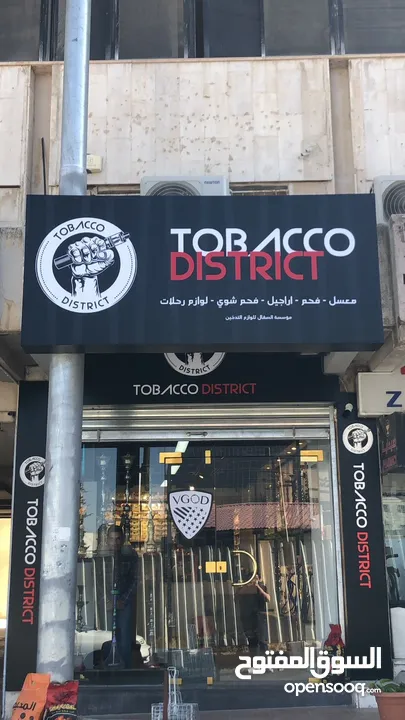 TOBACCO
DISTRICT
TOBACCO
DISTRICT
معسل - فحم - اراجيل - فحم شوي - لوازم رحلات
مؤسسة الصقال للوازم التدخين
DISTRICT
TOBACCO DISTRICT
VGOD
TOBACCO DISTRICT
TOBACCO DISTRICT
Z
السوق المفتوح
opensooq.com